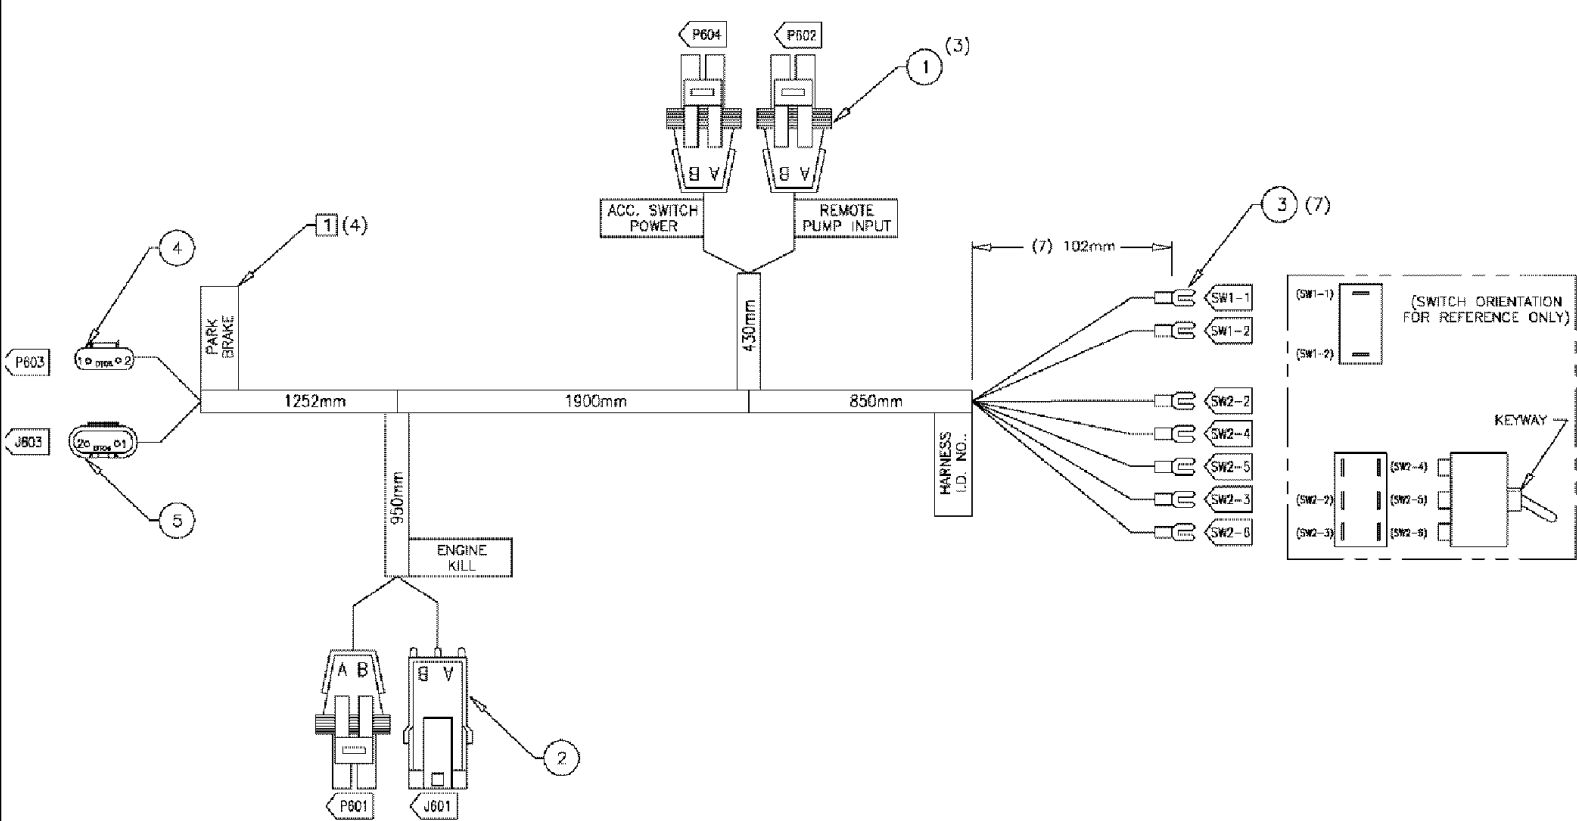 P604
P602
1
(3)
A B
A B
ACC. SWITCH
POWER
REMOTE
PUMP INPUT
1 (4)
4
3 (7)
(7) 102mm
PARK
BRAKE
430mm
P603
1 2
J603
2 1
5
1252mm
1900mm
850mm
950mm
HARNESS
I.D. NO.
ENGINE
KILL
SW1-1
SW1-2
SW2-2
SW2-4
SW2-5
SW2-3
SW2-6
(SW1-1)
(SWITCH ORIENTATION
FOR REFERENCE ONLY)
(SW1-2)
KEYWAY
(SW2-4)
(SW2-2)
(SW2-5)
(SW2-3)
(SW2-6)
A B
B A
2
P601
J601